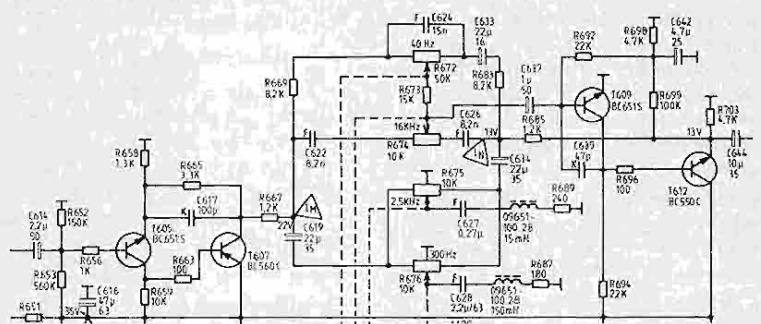 F
C624
15n
C633
22µ
16
40 Hz
R672
50K
R669
8,2K
R673
15K
R683
8,2K
C637
1µ
50
R692
22K
R698
4,7K
C642
4,7µ
25
T609
BC651S
R699
100K
R703
4,7K
16KHz
C626
8,2n
F
F
C622
8,2n
R674
10K
13V
R685
1,2K
13V
C644
10µ
35
1N
C634
22µ
35
C639
47µ
K
R696
100
T612
BC550C
R658
1,3K
R665
3,3K
C617
100p
K
R667
1,2K
1M
22V
C619
22µ
35
R675
10K
2,5KHz
F
C627
0,27µ
09651-
100.28
15mH
R689
240
C614
2,2µ
50
R652
150K
T605
BC651S
R656
1K
R663
100
T607
BC560C
R653
560K
C616
47µ
63
R659
10K
35V
R651
300Hz
R676
10K
F
C628
2,2µ/63
09651-
100.28
150mH
R687
180
R694
22K